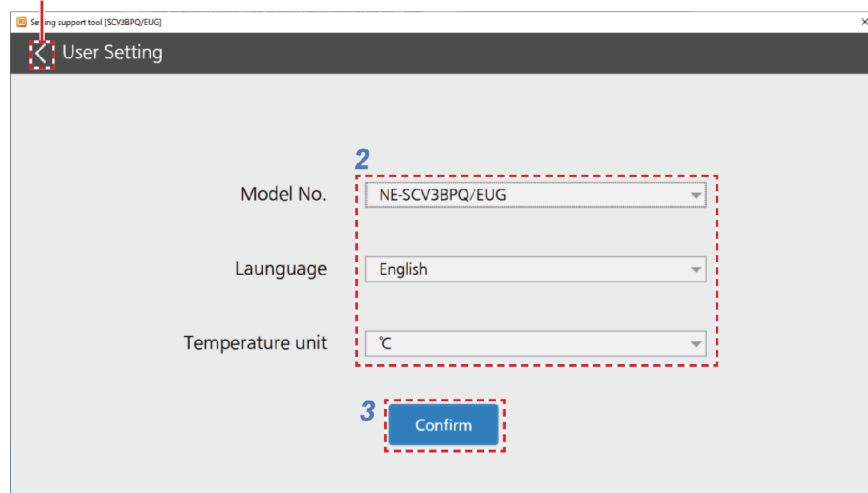 Setting support tool [SCV3BPQ/EUG]
User Setting
2
Model No. NE-SCV3BPQ/EUG
Launguage English
Temperature unit ℃
3
Confirm